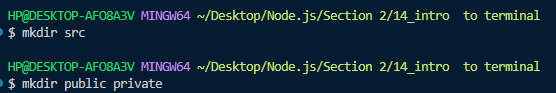 HP@DESKTOP-AFO8A3V MINGW64 ~/Desktop/Node.js/Section 2/14_intro  to terminal
$ mkdir src
HP@DESKTOP-AFO8A3V MINGW64 ~/Desktop/Node.js/Section 2/14_intro  to terminal
$ mkdir public private